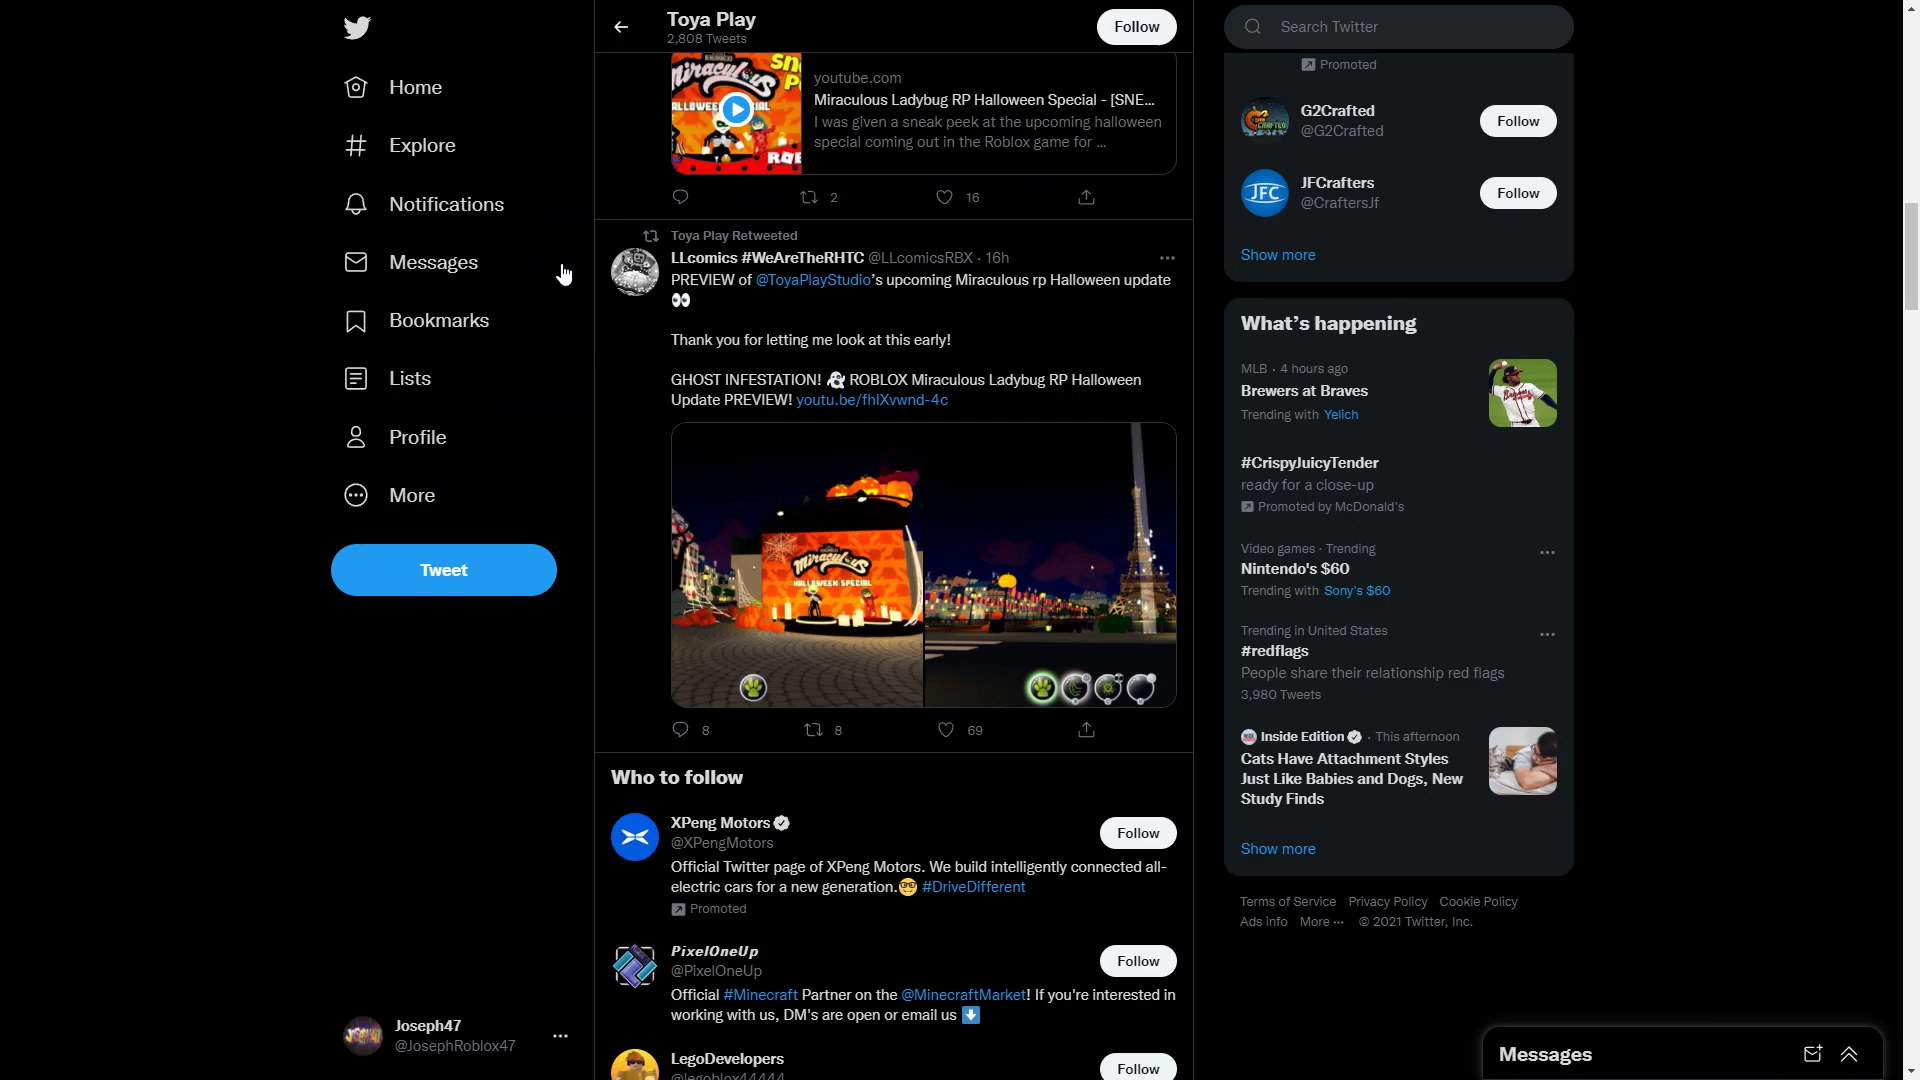 Home
Explore
Notifications
Messages
Bookmarks
Lists
Profile
More
Tweet
Joseph47
@JosephRoblox47
Toya Play
2,808 Tweets
Follow
youtube.com
Miraculous Ladybug RP Halloween Special - [SNE...
I was given a sneak peek at the upcoming halloween
special coming out in the Roblox game for ...
2
16
Toya Play Retweeted
LLcomics #WeAreTheRHTC @LLcomicsRBX · 16h
PREVIEW of @ToyaPlayStudio's upcoming Miraculous rp Halloween update
👀
Thank you for letting me look at this early!
GHOST INFESTATION! 👻 ROBLOX Miraculous Ladybug RP Halloween
Update PREVIEW! youtu.be/fhIXvwnd-4c
Miraculous
HALLOWEEN SPECIAL
8
8
69
Who to follow
XPeng Motors
@XPengMotors
Follow
Official Twitter page of XPeng Motors. We build intelligently connected all-
electric cars for a new generation.🤓 #DriveDifferent
Promoted
PixelOneUp
@PixelOneUp
Follow
Official #Minecraft Partner on the @MinecraftMarket! If you're interested in
working with us, DM's are open or email us ⬇️
LegoDevelopers
@legoblox44444
Follow
Search Twitter
Promoted
G2Crafted
@G2Crafted
Follow
JFC
JFCrafters
@CraftersJf
Follow
Show more
What's happening
MLB · 4 hours ago
Brewers at Braves
Trending with Yelich
#CrispyJuicyTender
ready for a close-up
Promoted by McDonald's
Video games · Trending
Nintendo's $60
Trending with Sony's $60
Trending in United States
#redflags
People share their relationship red flags
3,980 Tweets
Inside Edition · This afternoon
Cats Have Attachment Styles
Just Like Babies and Dogs, New
Study Finds
Show more
Terms of Service Privacy Policy Cookie Policy
Ads info More ··· © 2021 Twitter, Inc.
Messages